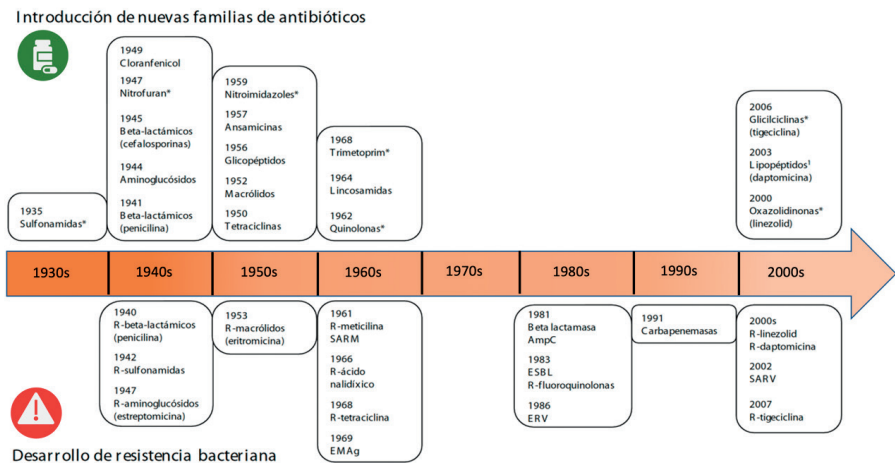 Introducción de nuevas familias de antibióticos
1935
Sulfonamidas*
1949
Cloranfenicol
1947
Nitrofuran*
1945
Beta-lactámicos
(cefalosporinas)
1944
Aminoglucósidos
1941
Beta-lactámicos
(penicilina)
1959
Nitroimidazoles*
1957
Ansamicinas
1956
Glicopéptidos
1952
Macrólidos
1950
Tetraciclinas
1968
Trimetoprim*
1964
Lincosamidas
1962
Quinolonas*
2006
Glicilciclinas*
(tigeciclina)
2003
Lipopéptidos¹
(daptomicina)
2000
Oxazolidinonas*
(linezolid)
1930s
1940s
1950s
1960s
1970s
1980s
1990s
2000s
1940
R-beta-lactámicos
(penicilina)
1942
R-sulfonamidas
1947
R-aminoglucósidos
(estreptomicina)
1953
R-macrólidos
(eritromicina)
1961
R-meticilina
SARM
1966
R-ácido
nalidíxico
1968
R-tetraciclina
1969
EMAg
1981
Beta lactamasa
AmpC
1983
ESBL
R-fluoroquinolonas
1986
ERV
1991
Carbapenemasas
2000s
R-linezolid
R-daptomicina
2002
SARV
2007
R-tigeciclina
Desarrollo de resistencia bacteriana